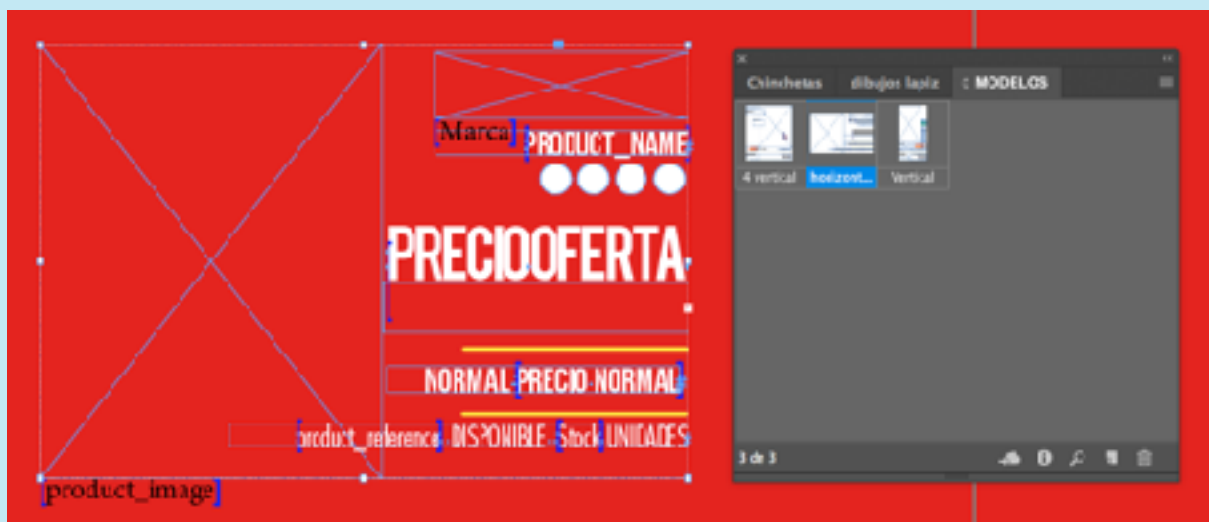 [Marca]
PRODUCT_NAME
PRECIOOFERTA
NORMAL [PRECIO NORMAL]
product_reference] DISPONIBLE [Stock] UNIDADES
[product_image]
Chinchetas
dibujos lapiz
MODELOS
4 vertical
horizont...
Vertical
3 de 3